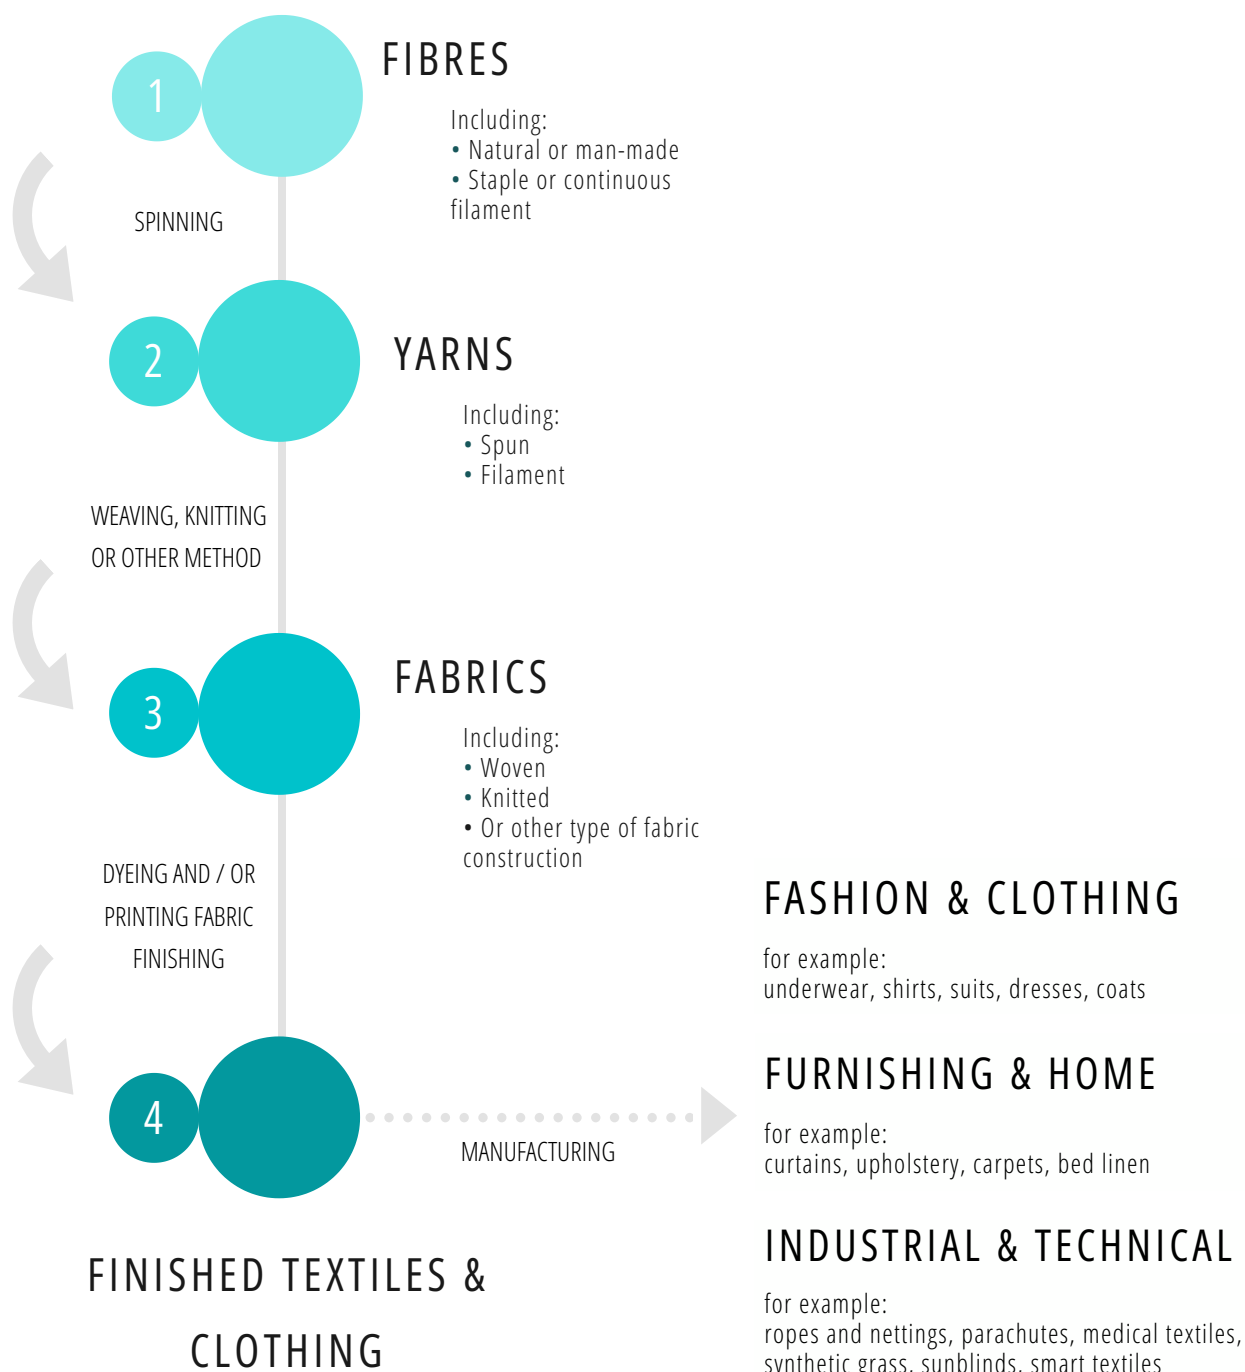 1
FIBRES
Including:
• Natural or man-made
• Staple or continuous
filament
SPINNING
2
YARNS
Including:
• Spun
• Filament
WEAVING, KNITTING
OR OTHER METHOD
3
FABRICS
Including:
• Woven
• Knitted
• Or other type of fabric
construction
DYEING AND / OR
PRINTING FABRIC
FINISHING
4
MANUFACTURING
FINISHED TEXTILES &
CLOTHING
FASHION & CLOTHING
for example:
underwear, shirts, suits, dresses, coats
FURNISHING & HOME
for example:
curtains, upholstery, carpets, bed linen
INDUSTRIAL & TECHNICAL
for example:
ropes and nettings, parachutes, medical textiles,
synthetic grass, sunblinds, smart textiles